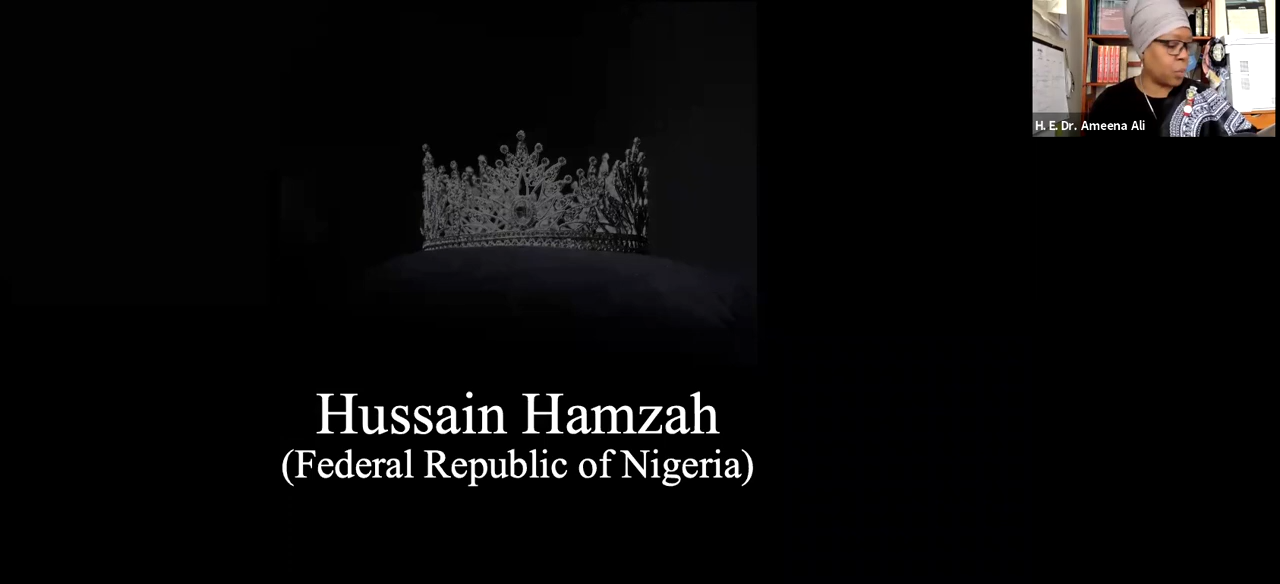 H. E. Dr. Ameena Ali
Hussain Hamzah
(Federal Republic of Nigeria)